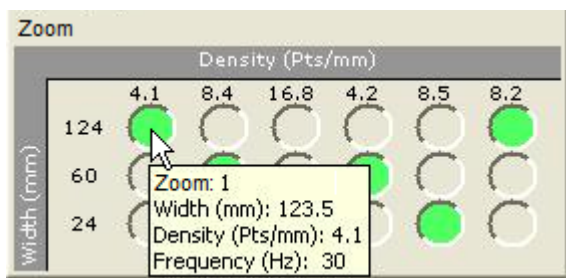 Zoom
Density (Pts/mm)
4.1 8.4 16.8 4.2 8.5 8.2
124
60
24
Width (mm)
Zoom: 1
Width (mm): 123.5
Density (Pts/mm): 4.1
Frequency (Hz): 30